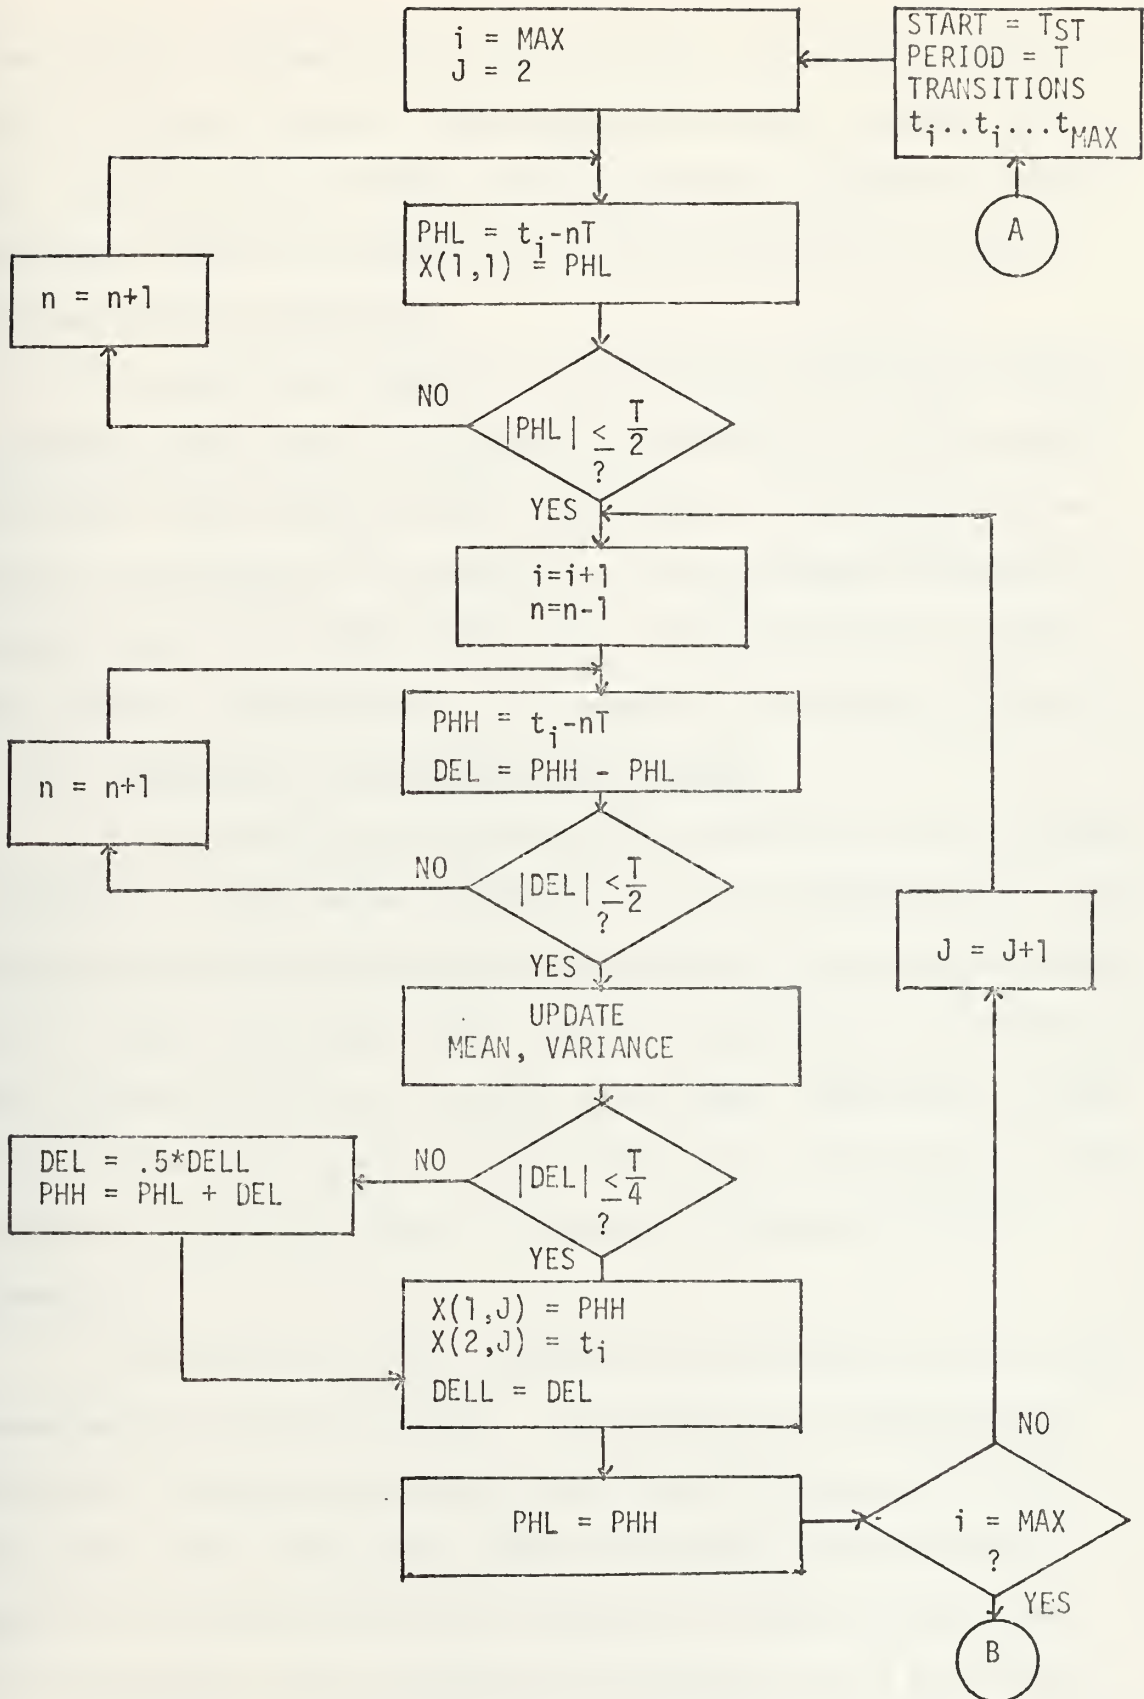 START = TST
PERIOD = T
TRANSITIONS
ti..ti...tMAX
A
i = MAX
J = 2
PHL = ti-nT
X(1,1) = PHL
n = n+1
NO
|PHL| ≤ T/2
?
YES
i=i+1
n=n-1
PHH = ti-nT
DEL = PHH - PHL
n = n+1
NO
|DEL| ≤ T/2
?
YES
UPDATE
MEAN, VARIANCE
NO
|DEL| ≤ T/4
?
DEL = .5*DELL
PHH = PHL + DEL
YES
X(1,J) = PHH
X(2,J) = ti
DELL = DEL
PHL = PHH
i = MAX
?
NO
J = J+1
YES
B